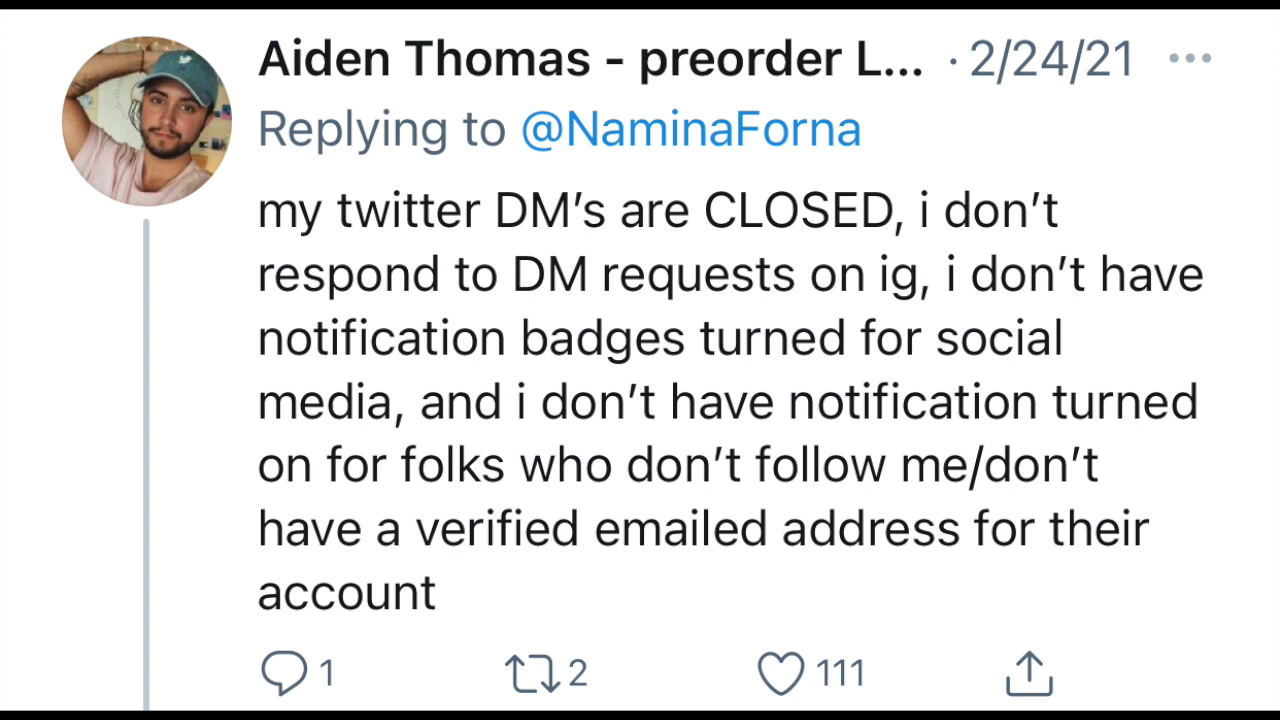 Aiden Thomas - preorder L... · 2/24/21
Replying to @NaminaForna
my twitter DM’s are CLOSED, i don’t
respond to DM requests on ig, i don’t have
notification badges turned for social
media, and i don’t have notification turned
on for folks who don’t follow me/don’t
have a verified emailed address for their
account
1 2 111